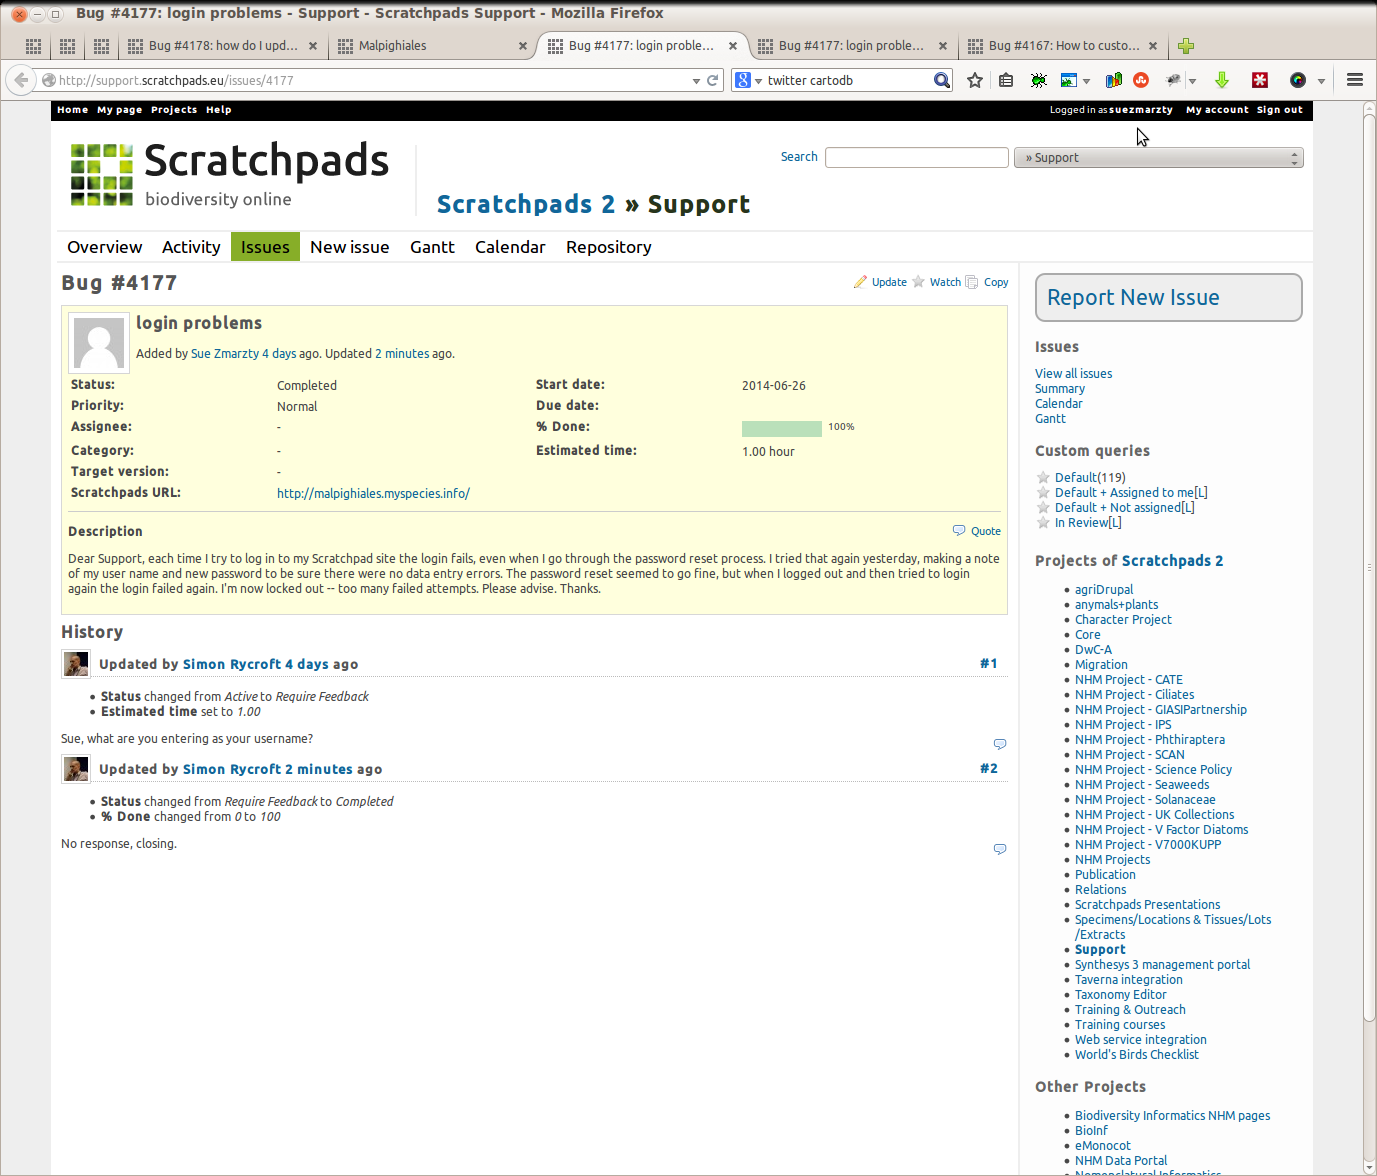 Bug #4177: login problems - Support - Scratchpads Support - Mozilla Firefox
Bug #4178: how do I upd...
Malpighiales
Bug #4177: login proble...
Bug #4177: login proble...
Bug #4167: How to custo...
http://support.scratchpads.eu/issues/4177
twitter cartodb
Home My page Projects Help
Logged in as suezmarzty My account Sign out
Scratchpads
biodiversity online
Search
» Support
Scratchpads 2 » Support
Overview Activity Issues New issue Gantt Calendar Repository
Bug #4177
Update Watch Copy
login problems
Added by Sue Zmarzty 4 days ago. Updated 2 minutes ago.
Status: Completed Start date: 2014-06-26
Priority: Normal Due date:
Assignee: - % Done: 100%
Category: - Estimated time: 1.00 hour
Target version: -
Scratchpads URL: http://malpighiales.myspecies.info/
Description
Quote
Dear Support, each time I try to log in to my Scratchpad site the login fails, even when I go through the password reset process. I tried that again yesterday, making a note
of my user name and new password to be sure there were no data entry errors. The password reset seemed to go fine, but when I logged out and then tried to login
again the login failed again. I'm now locked out -- too many failed attempts. Please advise. Thanks.
History
Updated by Simon Rycroft 4 days ago #1
• Status changed from Active to Require Feedback
• Estimated time set to 1.00
Sue, what are you entering as your username?
Updated by Simon Rycroft 2 minutes ago #2
• Status changed from Require Feedback to Completed
• % Done changed from 0 to 100
No response, closing.
Report New Issue
Issues
View all issues
Summary
Calendar
Gantt
Custom queries
Default(119)
Default + Assigned to me[L]
Default + Not assigned[L]
In Review[L]
Projects of Scratchpads 2
• agriDrupal
• anymals+plants
• Character Project
• Core
• DwC-A
• Migration
• NHM Project - CATE
• NHM Project - Ciliates
• NHM Project - GIASIPartnership
• NHM Project - IPS
• NHM Project - Phthiraptera
• NHM Project - SCAN
• NHM Project - Science Policy
• NHM Project - Seaweeds
• NHM Project - Solanaceae
• NHM Project - UK Collections
• NHM Project - V Factor Diatoms
• NHM Project - V7000KUPP
• NHM Projects
• Publication
• Relations
• Scratchpads Presentations
• Specimens/Locations & Tissues/Lots
/Extracts
• Support
• Synthesys 3 management portal
• Taverna integration
• Taxonomy Editor
• Training & Outreach
• Training courses
• Web service integration
• World's Birds Checklist
Other Projects
• Biodiversity Informatics NHM pages
• BioInf
• eMonocot
• NHM Data Portal
• Nomenclatural Informatics